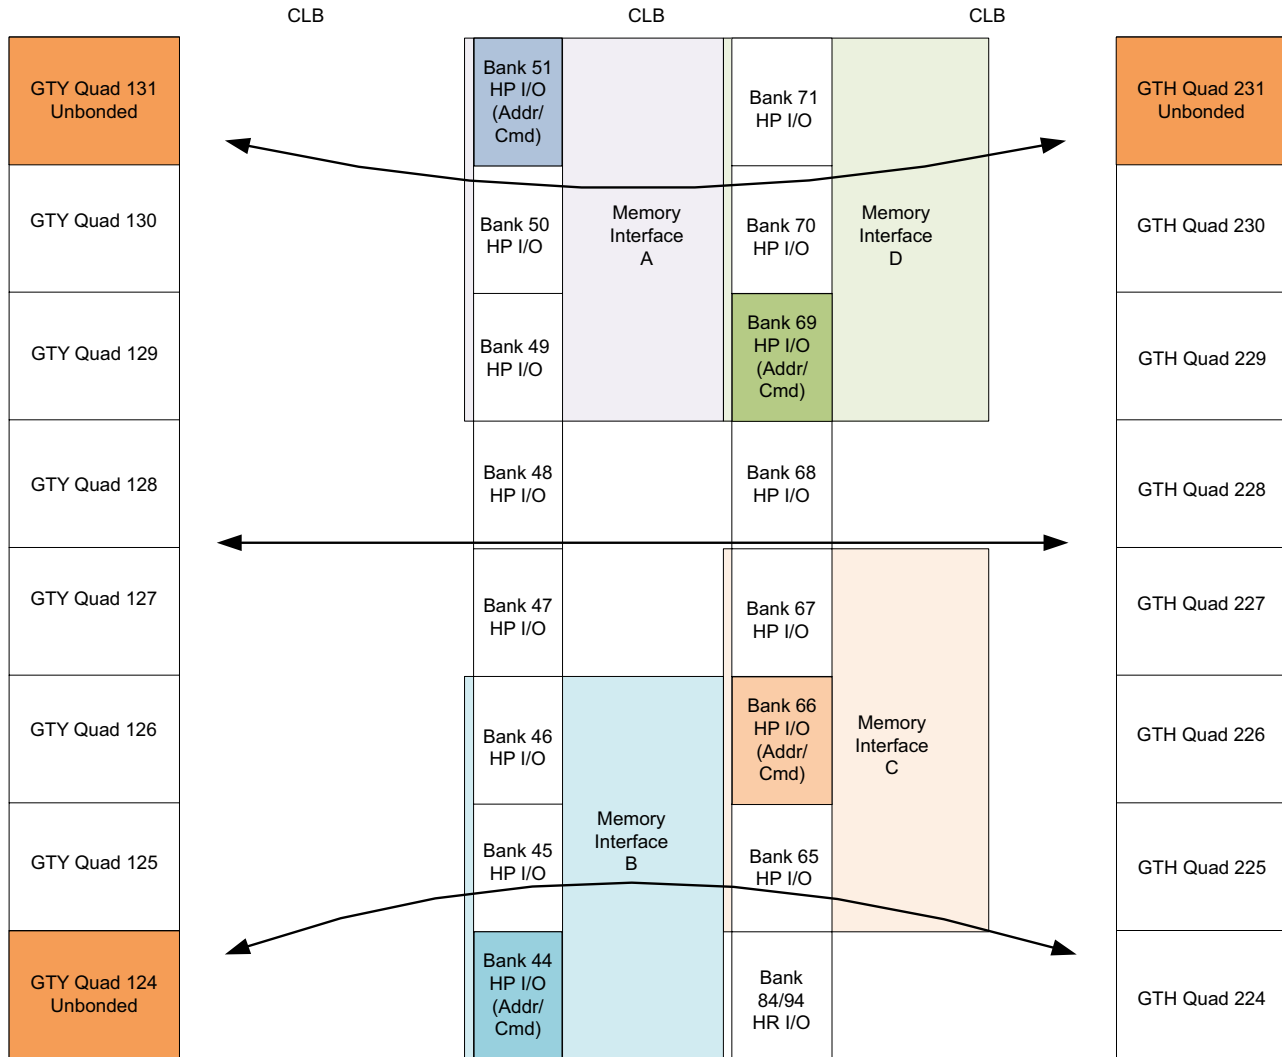 CLB
CLB
CLB
GTY Quad 131
Unbonded
GTY Quad 130
GTY Quad 129
GTY Quad 128
GTY Quad 127
GTY Quad 126
GTY Quad 125
GTY Quad 124
Unbonded
Bank 51
HP I/O
(Addr/
Cmd)
Bank 50
HP I/O
Bank 49
HP I/O
Bank 48
HP I/O
Bank 47
HP I/O
Bank 46
HP I/O
Bank 45
HP I/O
Bank 44
HP I/O
(Addr/
Cmd)
Memory
Interface
A
Memory
Interface
B
Bank 71
HP I/O
Bank 70
HP I/O
Bank 69
HP I/O
(Addr/
Cmd)
Bank 68
HP I/O
Bank 67
HP I/O
Bank 66
HP I/O
(Addr/
Cmd)
Bank 65
HP I/O
Bank
84/94
HR I/O
Memory
Interface
D
Memory
Interface
C
GTH Quad 231
Unbonded
GTH Quad 230
GTH Quad 229
GTH Quad 228
GTH Quad 227
GTH Quad 226
GTH Quad 225
GTH Quad 224